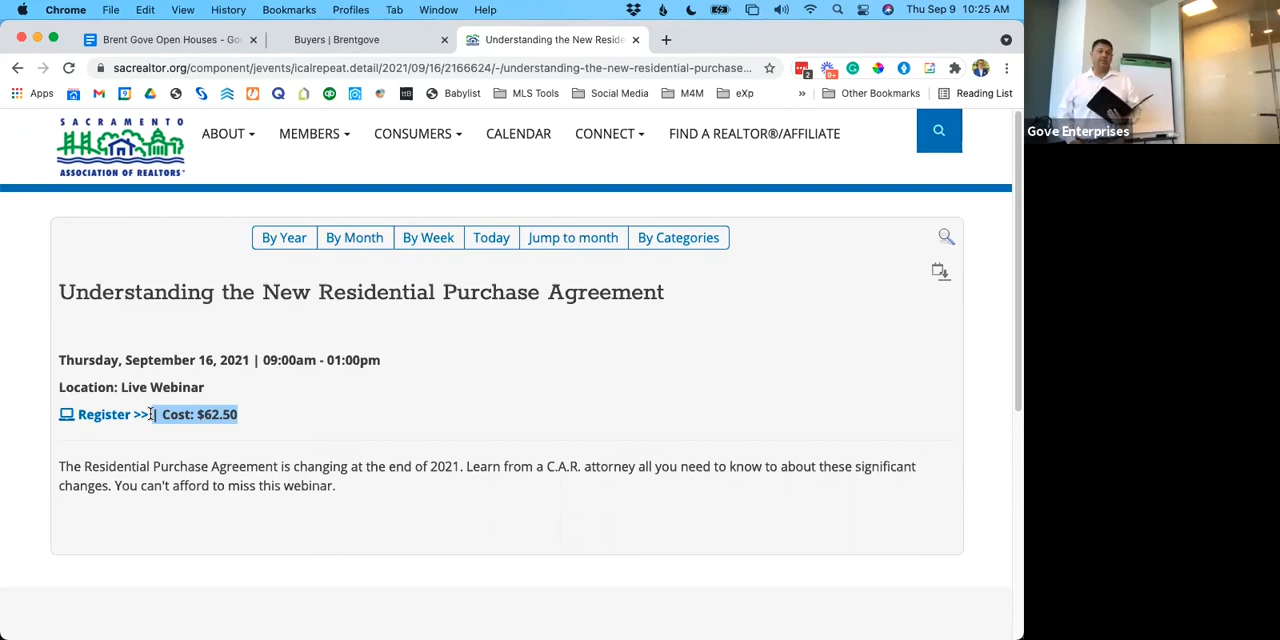 Chrome File Edit View History Bookmarks Profiles Tab Window Help Thu Sep 9 10:25 AM
Brent Gove Open Houses - Go Buyers | Brentgove Understanding the New Reside
sacrealtor.org/component/jevents/icalrepeat.detail/2021/09/16/2166624/-/understanding-the-new-residential-purchase... 2 9+
Apps Babylist MLS Tools Social Media M4M eXp » Other Bookmarks Reading List
Gove Enterprises
SACRAMENTO
ASSOCIATION OF REALTORS®
ABOUT MEMBERS CONSUMERS CALENDAR CONNECT FIND A REALTOR®/AFFILIATE
By Year By Month By Week Today Jump to month By Categories
Understanding the New Residential Purchase Agreement
Thursday, September 16, 2021 | 09:00am - 01:00pm
Location: Live Webinar
Register >> | Cost: $62.50
The Residential Purchase Agreement is changing at the end of 2021. Learn from a C.A.R. attorney all you need to know to about these significant
changes. You can't afford to miss this webinar.